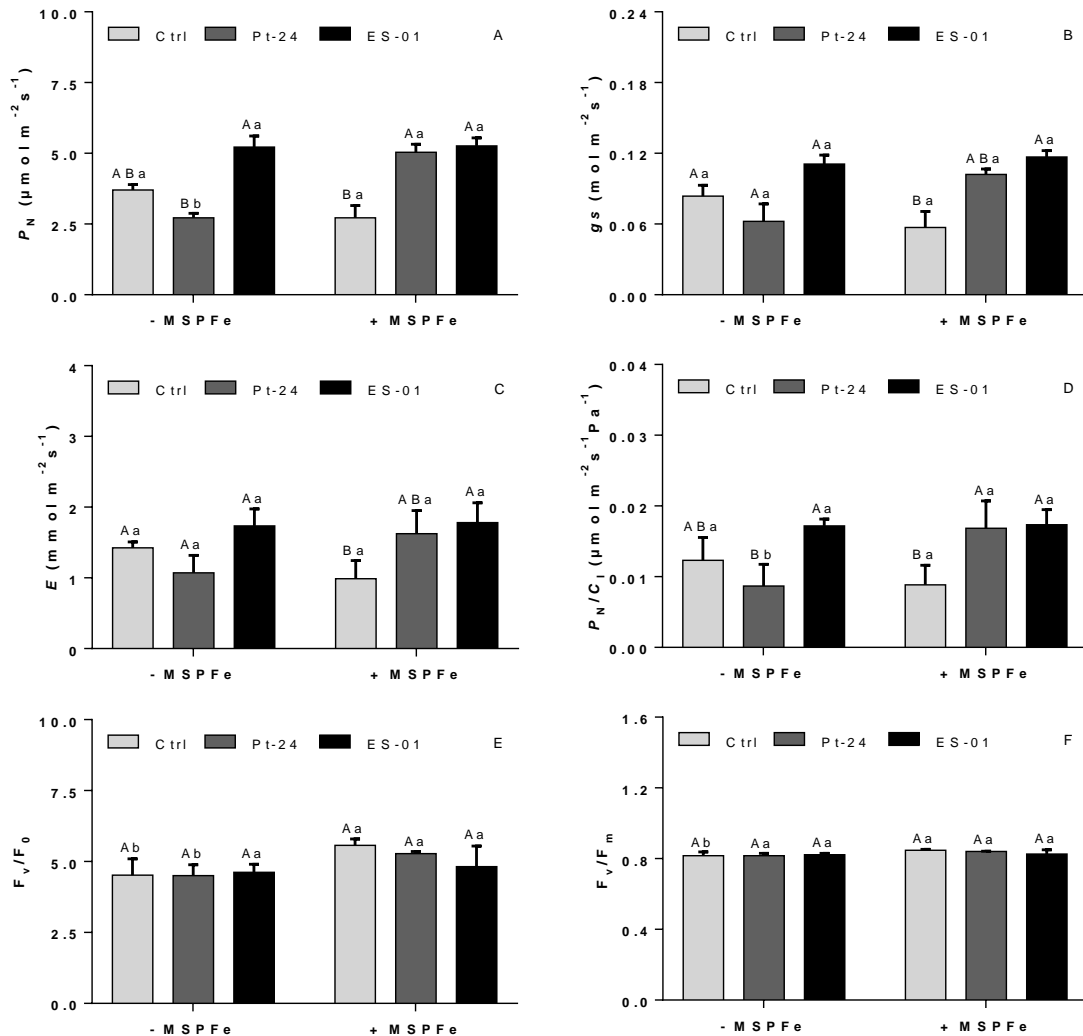 Ctrl Pt-24 ES-01 A
P_N (µmol m⁻² s⁻¹)
10.0
7.5
5.0
2.5
0.0
ABa Bb Aa Ba Aa Aa
- MSPFe + MSPFe
Ctrl Pt-24 ES-01 B
gs (mol m⁻² s⁻¹)
0.24
0.18
0.12
0.06
0.00
Aa Aa Aa Ba ABa Aa
- MSPFe + MSPFe
Ctrl Pt-24 ES-01 C
E (mmol m⁻² s⁻¹)
4
3
2
1
0
Aa Aa Aa Ba ABa Aa
- MSPFe + MSPFe
Ctrl Pt-24 ES-01 D
P_N/C_I (µmol m⁻² s⁻¹ Pa⁻¹)
0.04
0.03
0.02
0.01
0.00
ABa Bb Aa Ba Aa Aa
- MSPFe + MSPFe
Ctrl Pt-24 ES-01 E
F_v/F_0
10.0
7.5
5.0
2.5
0.0
Ab Ab Aa Aa Aa Aa
- MSPFe + MSPFe
Ctrl Pt-24 ES-01 F
F_v/F_m
1.6
1.2
0.8
0.4
0.0
Ab Aa Aa Aa Aa Aa
- MSPFe + MSPFe